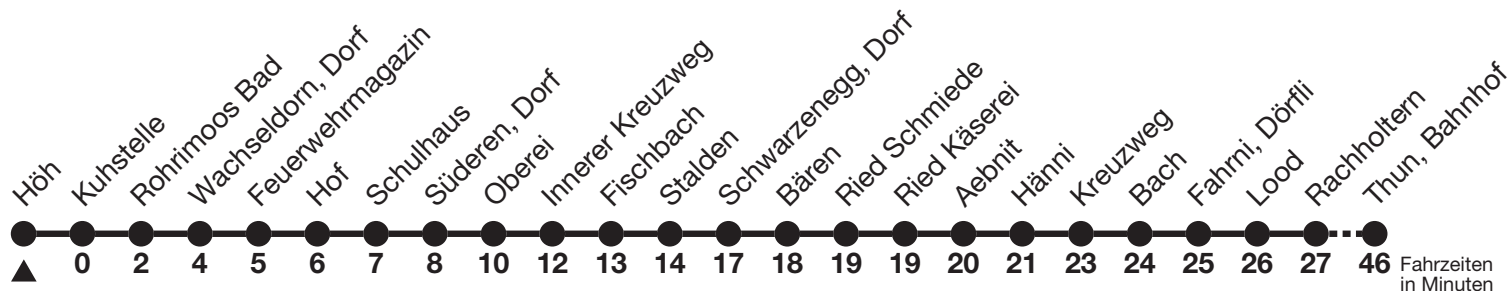 Höh
Kuhstelle
Rohrimoos Bad
Wachseldorn, Dorf
Feuerwehrmagazin
Hof
Schulhaus
Süderen, Dorf
Oberei
Innerer Kreuzweg
Fischbach
Stalden
Schwarzenegg, Dorf
Bären
Ried Schmiede
Ried Käserei
Aebnit
Hänni
Kreuzweg
Bach
Fahrni, Dörfli
Lood
Rachholtern
Thun, Bahnhof
0 2 4 5 6 7 8 10 12 13 14 17 18 19 19 20 21 23 24 25 26 27 46 Fahrzeiten
in Minuten